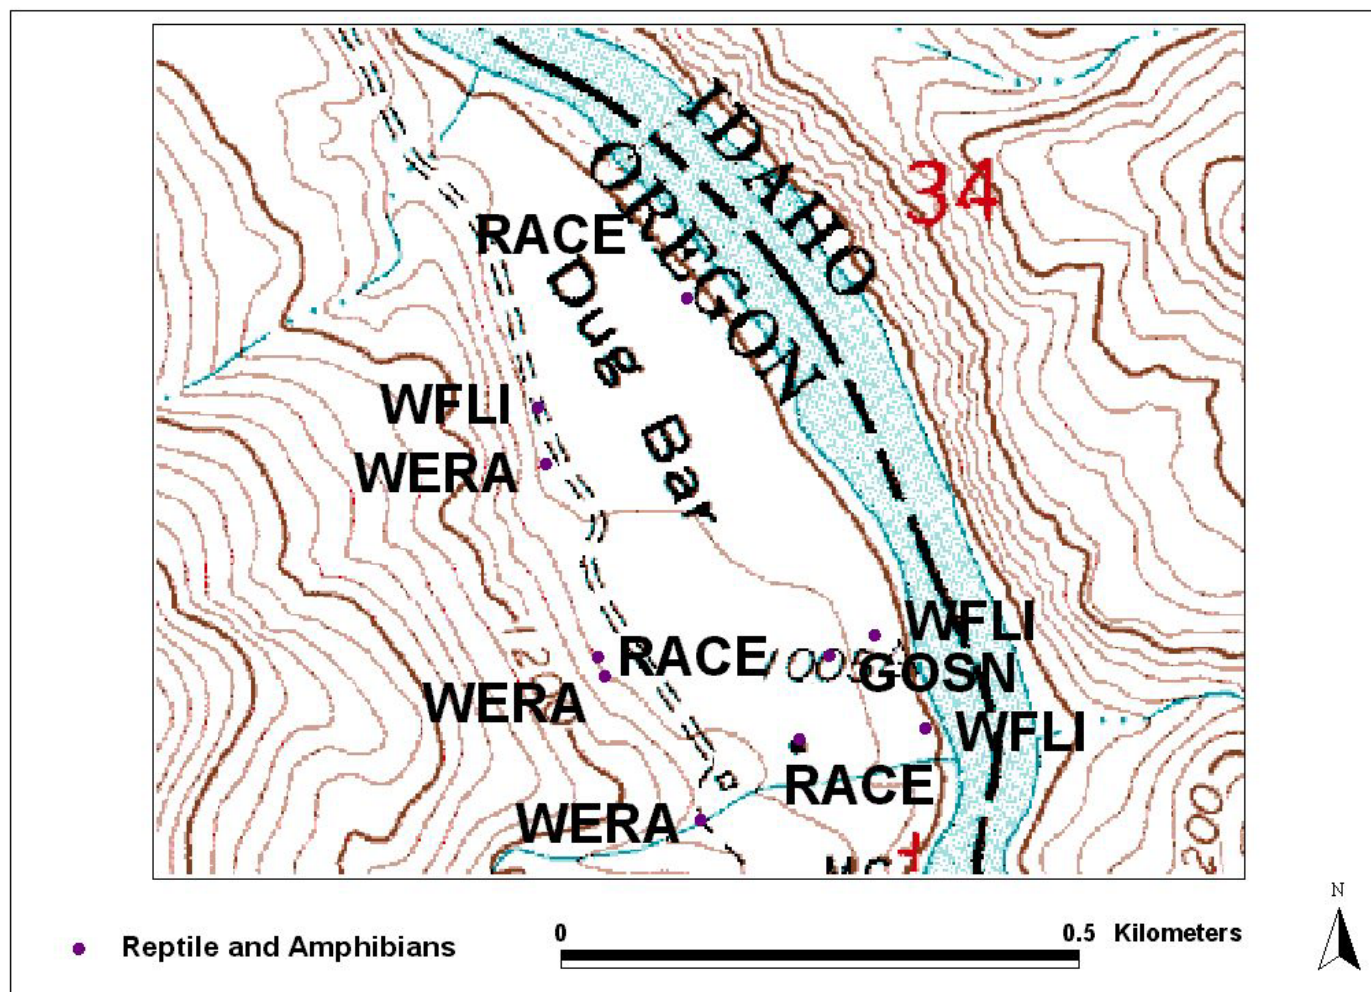 IDAHO
OREGON
34
RACE
Dug Bar
WFLI
WERA
WFLI
RACE
GOSN
WERA
WFLI
RACE
WERA
200
Reptile and Amphibians
0
0.5 Kilometers
N